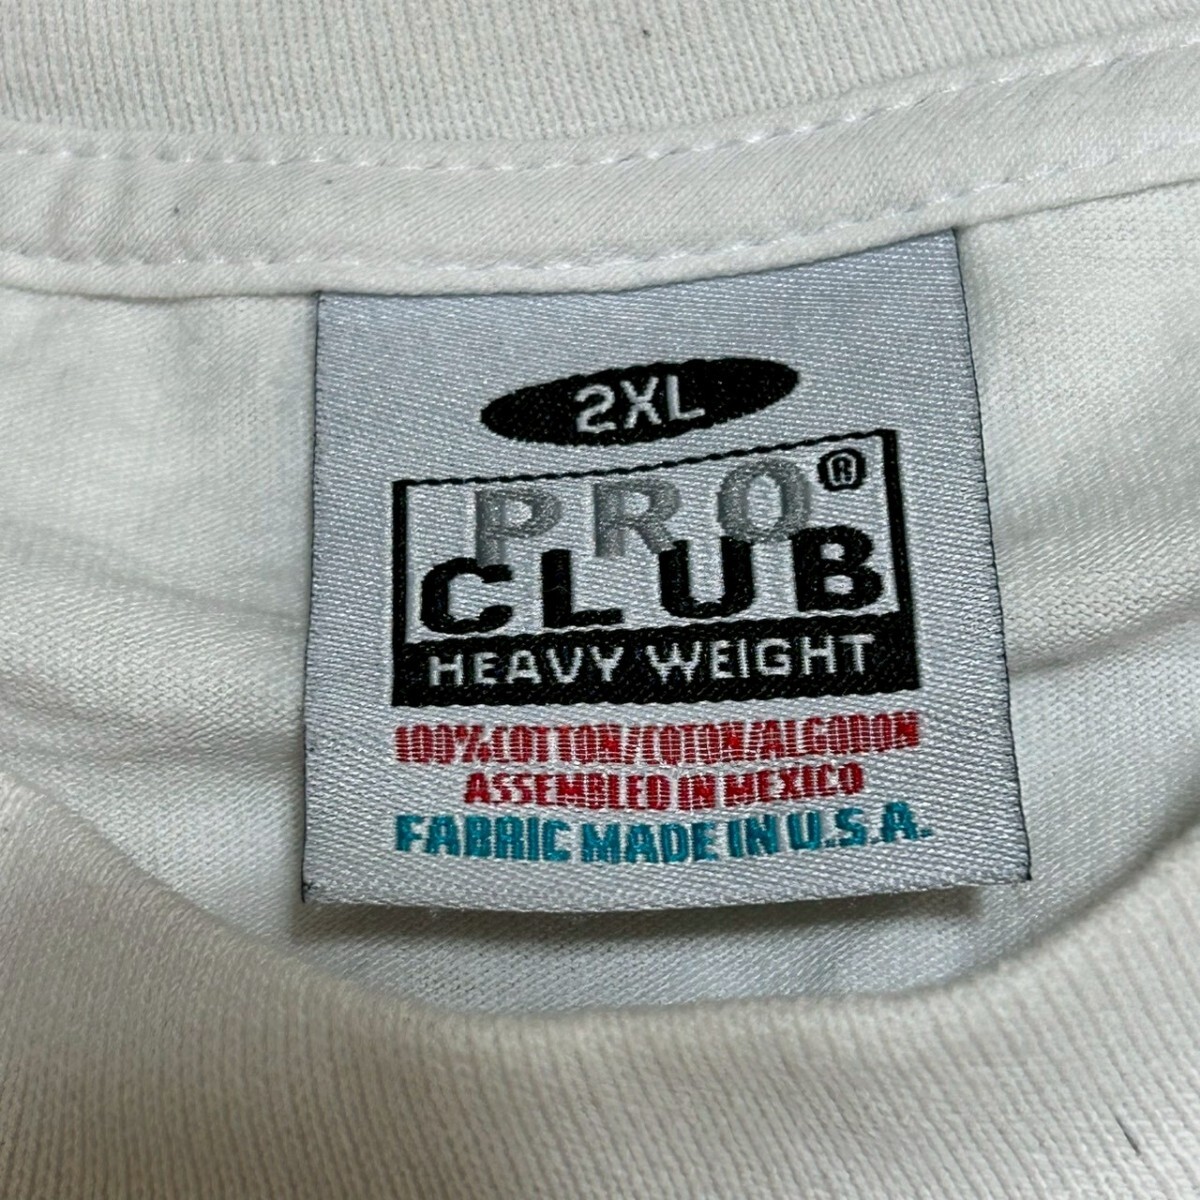 2XL
PRO®
CLUB
HEAVY WEIGHT
100%COTTON/COTON/ALGODON
ASSEMBLED IN MEXICO
FABRIC MADE IN U.S.A.